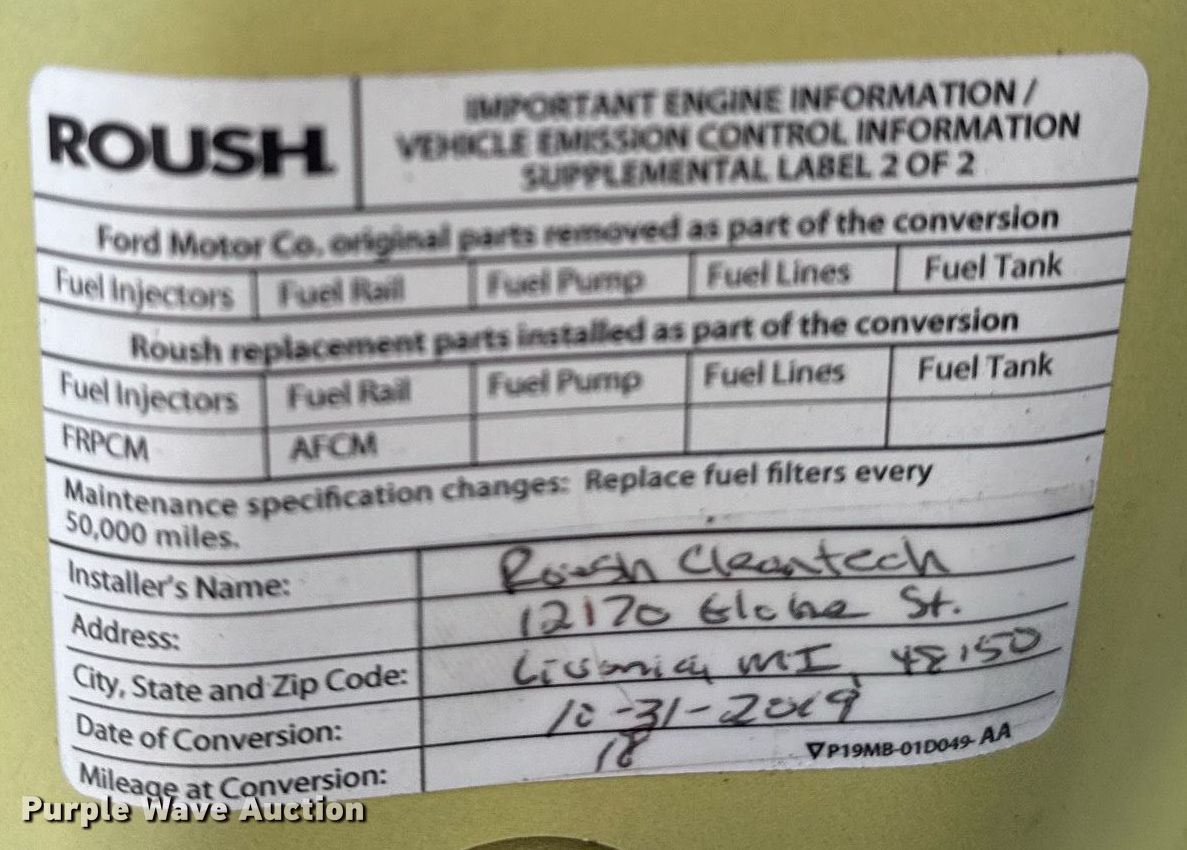 ROUSH
IMPORTANT ENGINE INFORMATION /
VEHICLE EMISSION CONTROL INFORMATION
SUPPLEMENTAL LABEL 2 OF 2
Ford Motor Co. original parts removed as part of the conversion
Fuel Injectors Fuel Rail Fuel Pump Fuel Lines Fuel Tank
Roush replacement parts installed as part of the conversion
Fuel Injectors Fuel Rail Fuel Pump Fuel Lines Fuel Tank
FRPCM AFCM
Maintenance specification changes: Replace fuel filters every
50,000 miles.
Installer's Name: Roush Cleantech
Address: 12170 Globe St.
City, State and Zip Code: Livonia, MI, 48150
Date of Conversion: 10-31-2019
Mileage at Conversion: 18
∇P19MB-01D049-AA
Purple Wave Auction